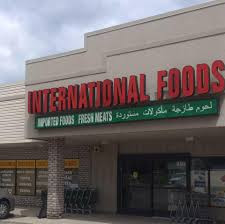 INTERNATIONAL FOODS
IMPORTED FOODS FRESH MEATS لحوم طازجة مأكولات مستوردة